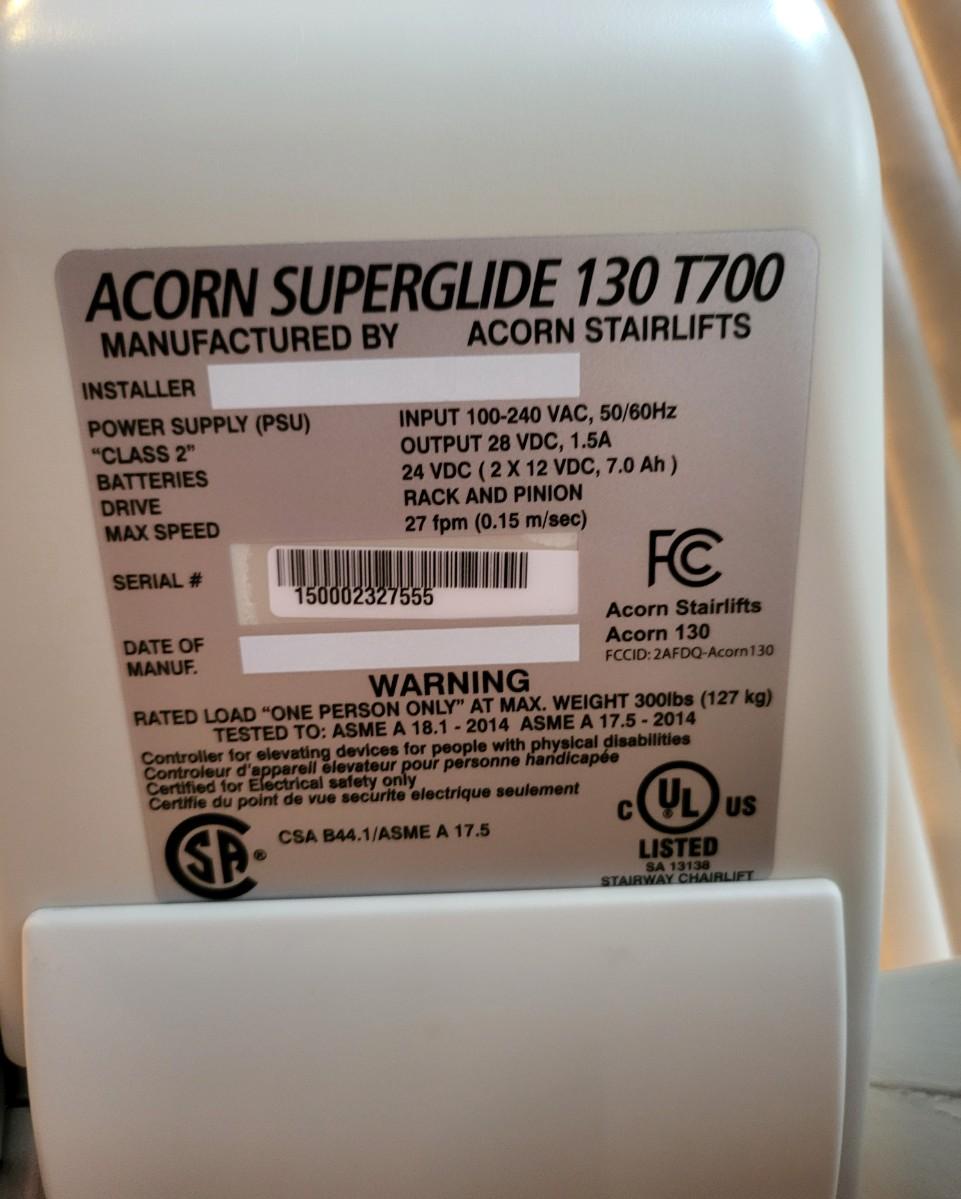 ACORN SUPERGLIDE 130 T700
MANUFACTURED BY ACORN STAIRLIFTS
INSTALLER
POWER SUPPLY (PSU) INPUT 100-240 VAC, 50/60Hz
"CLASS 2" OUTPUT 28 VDC, 1.5A
BATTERIES 24 VDC ( 2 X 12 VDC, 7.0 Ah )
DRIVE RACK AND PINION
MAX SPEED 27 fpm (0.15 m/sec)
SERIAL #
150002327555
FC
Acorn Stairlifts
Acorn 130
FCCID: 2AFDQ-Acorn130
DATE OF
MANUF.
WARNING
RATED LOAD "ONE PERSON ONLY" AT MAX. WEIGHT 300lbs (127 kg)
TESTED TO: ASME A 18.1 - 2014 ASME A 17.5 - 2014
Controller for elevating devices for people with physical disabilities
Controleur d'appareil elevateur pour personne handicapée
Certified for Electrical safety only
Certifie du point de vue securite electrique seulement
SA ®
CSA B44.1/ASME A 17.5
C UL ® US
LISTED
SA 13138
STAIRWAY CHAIRLIFT